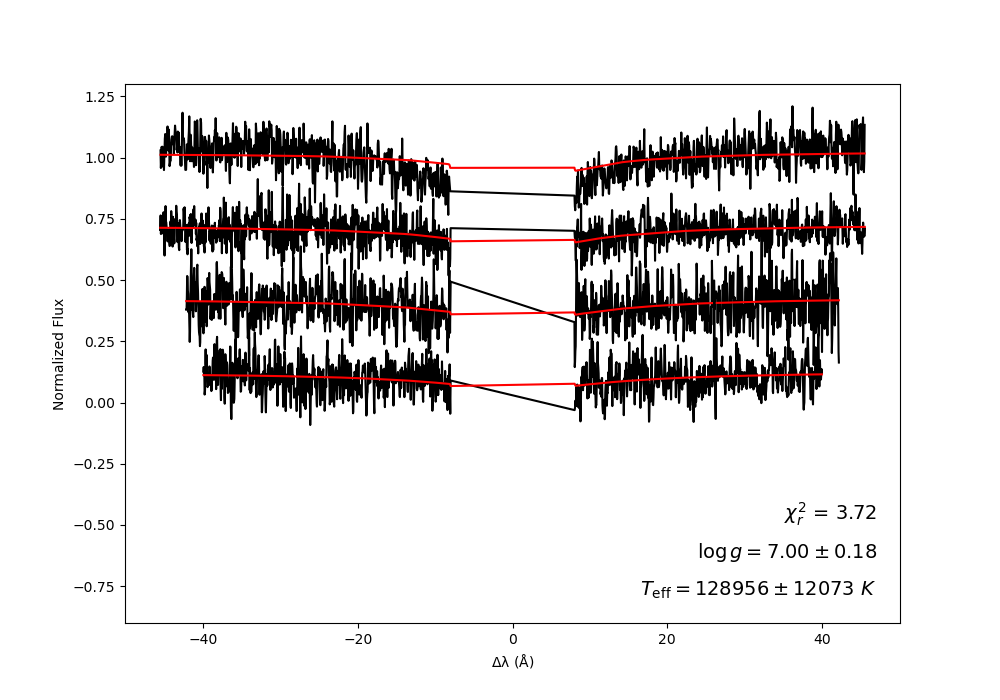 1.25
1.00
0.75
0.50
0.25
0.00
−0.25
−0.50
−0.75
Normalized Flux
χ²ᵣ = 3.72
log g = 7.00 ± 0.18
T_eff = 128956 ± 12073 K
−40 −20 0 20 40
Δλ (Å)